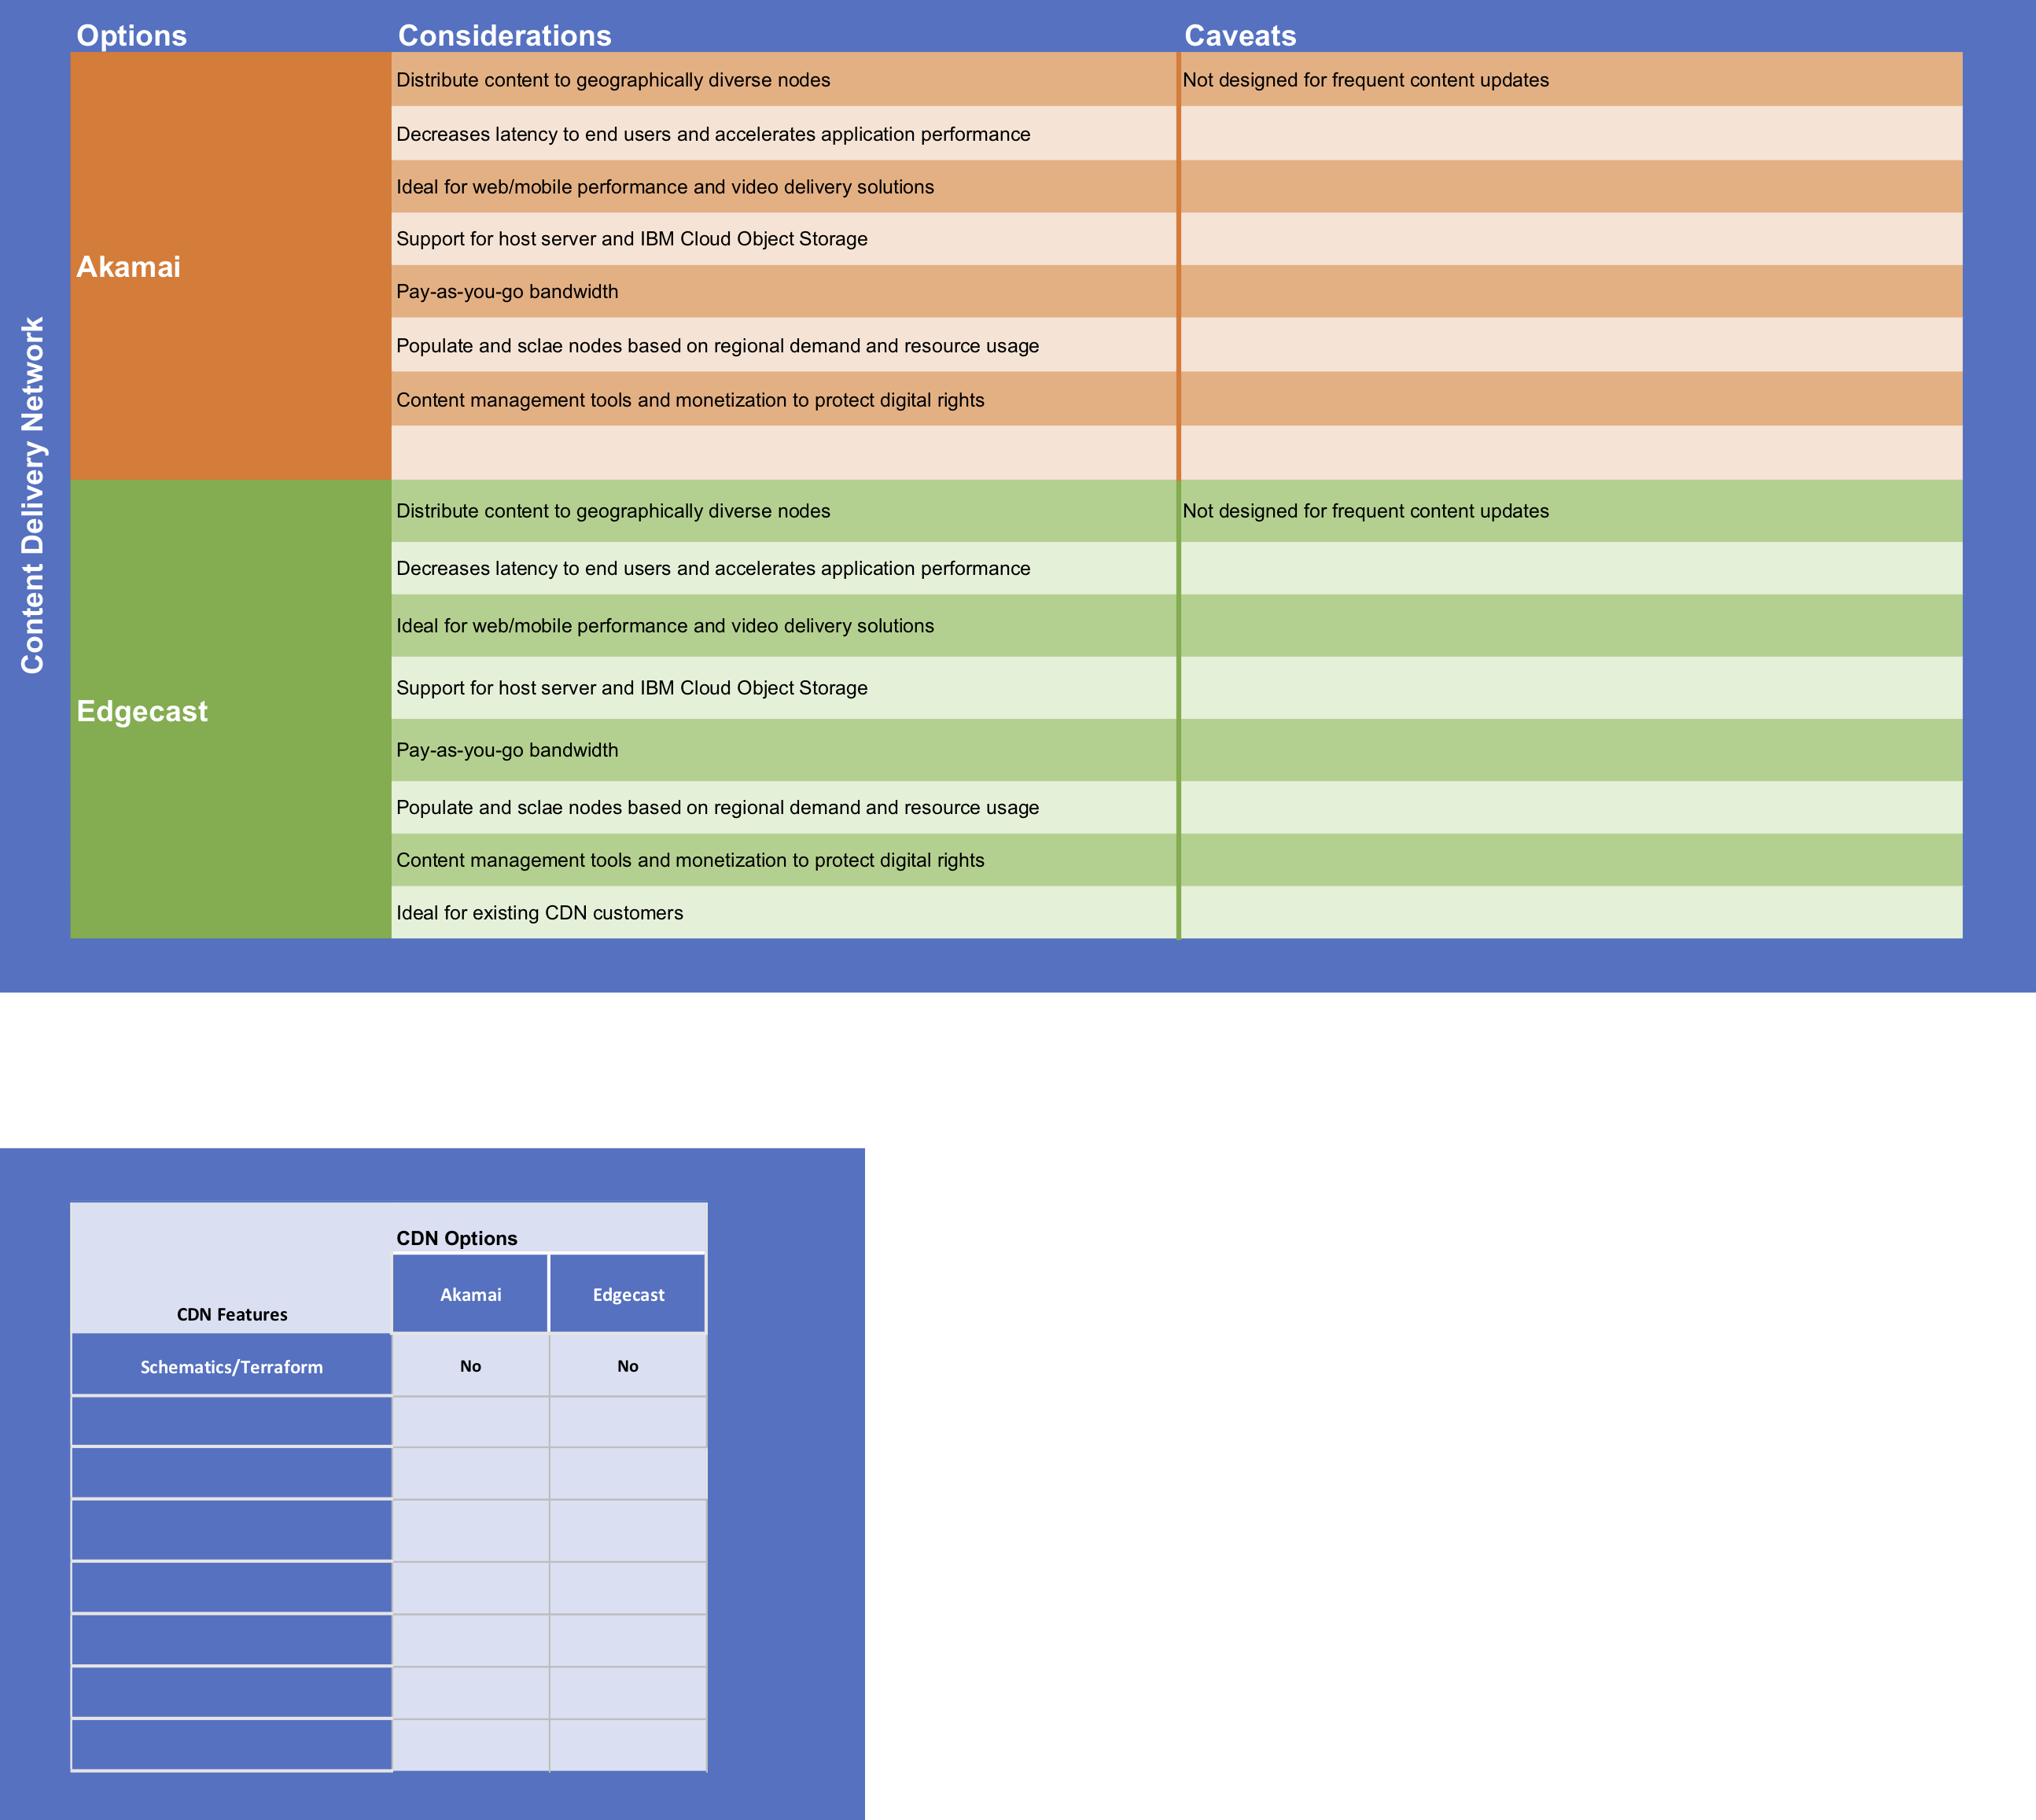 Options Considerations Caveats
Content Delivery Network
Akamai
Distribute content to geographically diverse nodes Not designed for frequent content updates
Decreases latency to end users and accelerates application performance
Ideal for web/mobile performance and video delivery solutions
Support for host server and IBM Cloud Object Storage
Pay-as-you-go bandwidth
Populate and sclae nodes based on regional demand and resource usage
Content management tools and monetization to protect digital rights
Edgecast
Distribute content to geographically diverse nodes Not designed for frequent content updates
Decreases latency to end users and accelerates application performance
Ideal for web/mobile performance and video delivery solutions
Support for host server and IBM Cloud Object Storage
Pay-as-you-go bandwidth
Populate and sclae nodes based on regional demand and resource usage
Content management tools and monetization to protect digital rights
Ideal for existing CDN customers
CDN Options
CDN Features Akamai Edgecast
Schematics/Terraform No No